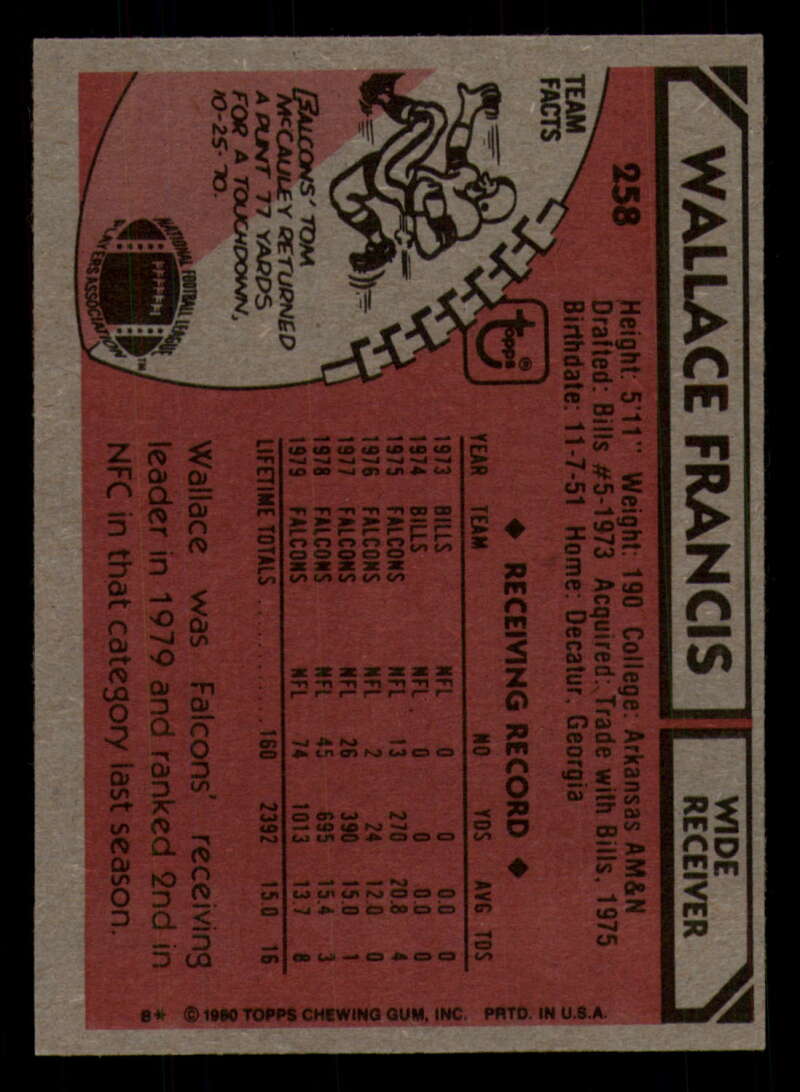 WALLACE FRANCIS
WIDE
RECEIVER
258
Height: 5'11" Weight: 190 College: Arkansas AM&N
Drafted: Bills #5-1973 Acquired: Trade with Bills, 1975
Birthdate: 11-7-51 Home: Decatur, Georgia
TEAM
FACTS
FALCONS' TOM
McCAULEY RETURNED
A PUNT 77 YARDS
FOR A TOUCHDOWN,
10-25-70.
topps®
NATIONAL FOOTBALL LEAGUE
PLAYERS ASSOCIATION™
◆ RECEIVING RECORD ◆
YEAR TEAM NO YDS AVG TDS
1973 BILLS NFL 0 0 0.0 0
1974 BILLS NFL 0 0 0.0 0
1975 FALCONS NFL 13 270 20.8 4
1976 FALCONS NFL 2 24 12.0 0
1977 FALCONS NFL 26 390 15.0 1
1978 FALCONS NFL 45 695 15.4 3
1979 FALCONS NFL 74 1013 13.7 8
LIFETIME TOTALS .......... 160 2392 15.0 16
Wallace was Falcons' receiving
leader in 1979 and ranked 2nd in
NFC in that category last season.
B* © 1980 TOPPS CHEWING GUM, INC. PRTD. IN U.S.A.